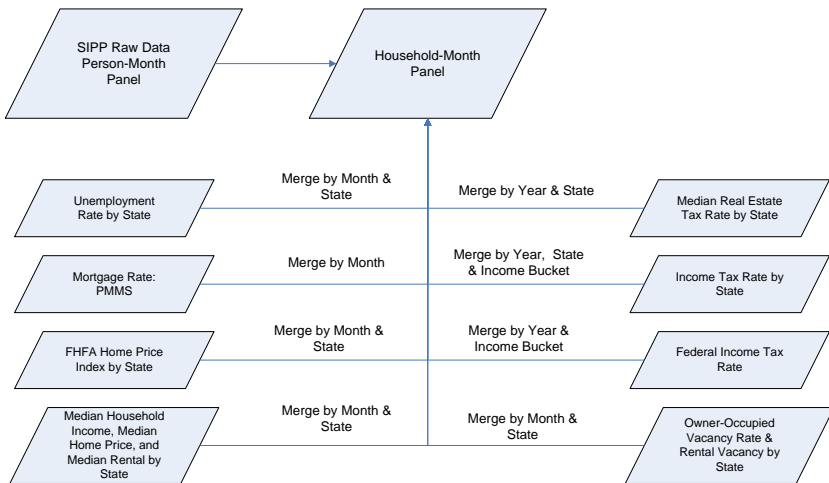 SIPP Raw Data
Person-Month
Panel
Household-Month
Panel
Merge by Month &
State
Merge by Year & State
Unemployment
Rate by State
Median Real Estate
Tax Rate by State
Merge by Month
Merge by Year, State
& Income Bucket
Mortgage Rate:
PMMS
Income Tax Rate by
State
Merge by Month &
State
Merge by Year &
Income Bucket
FHFA Home Price
Index by State
Federal Income Tax
Rate
Merge by Month &
State
Merge by Month &
State
Median Household
Income, Median
Home Price, and
Median Rental by
State
Owner-Occupied
Vacancy Rate &
Rental Vacancy by
State